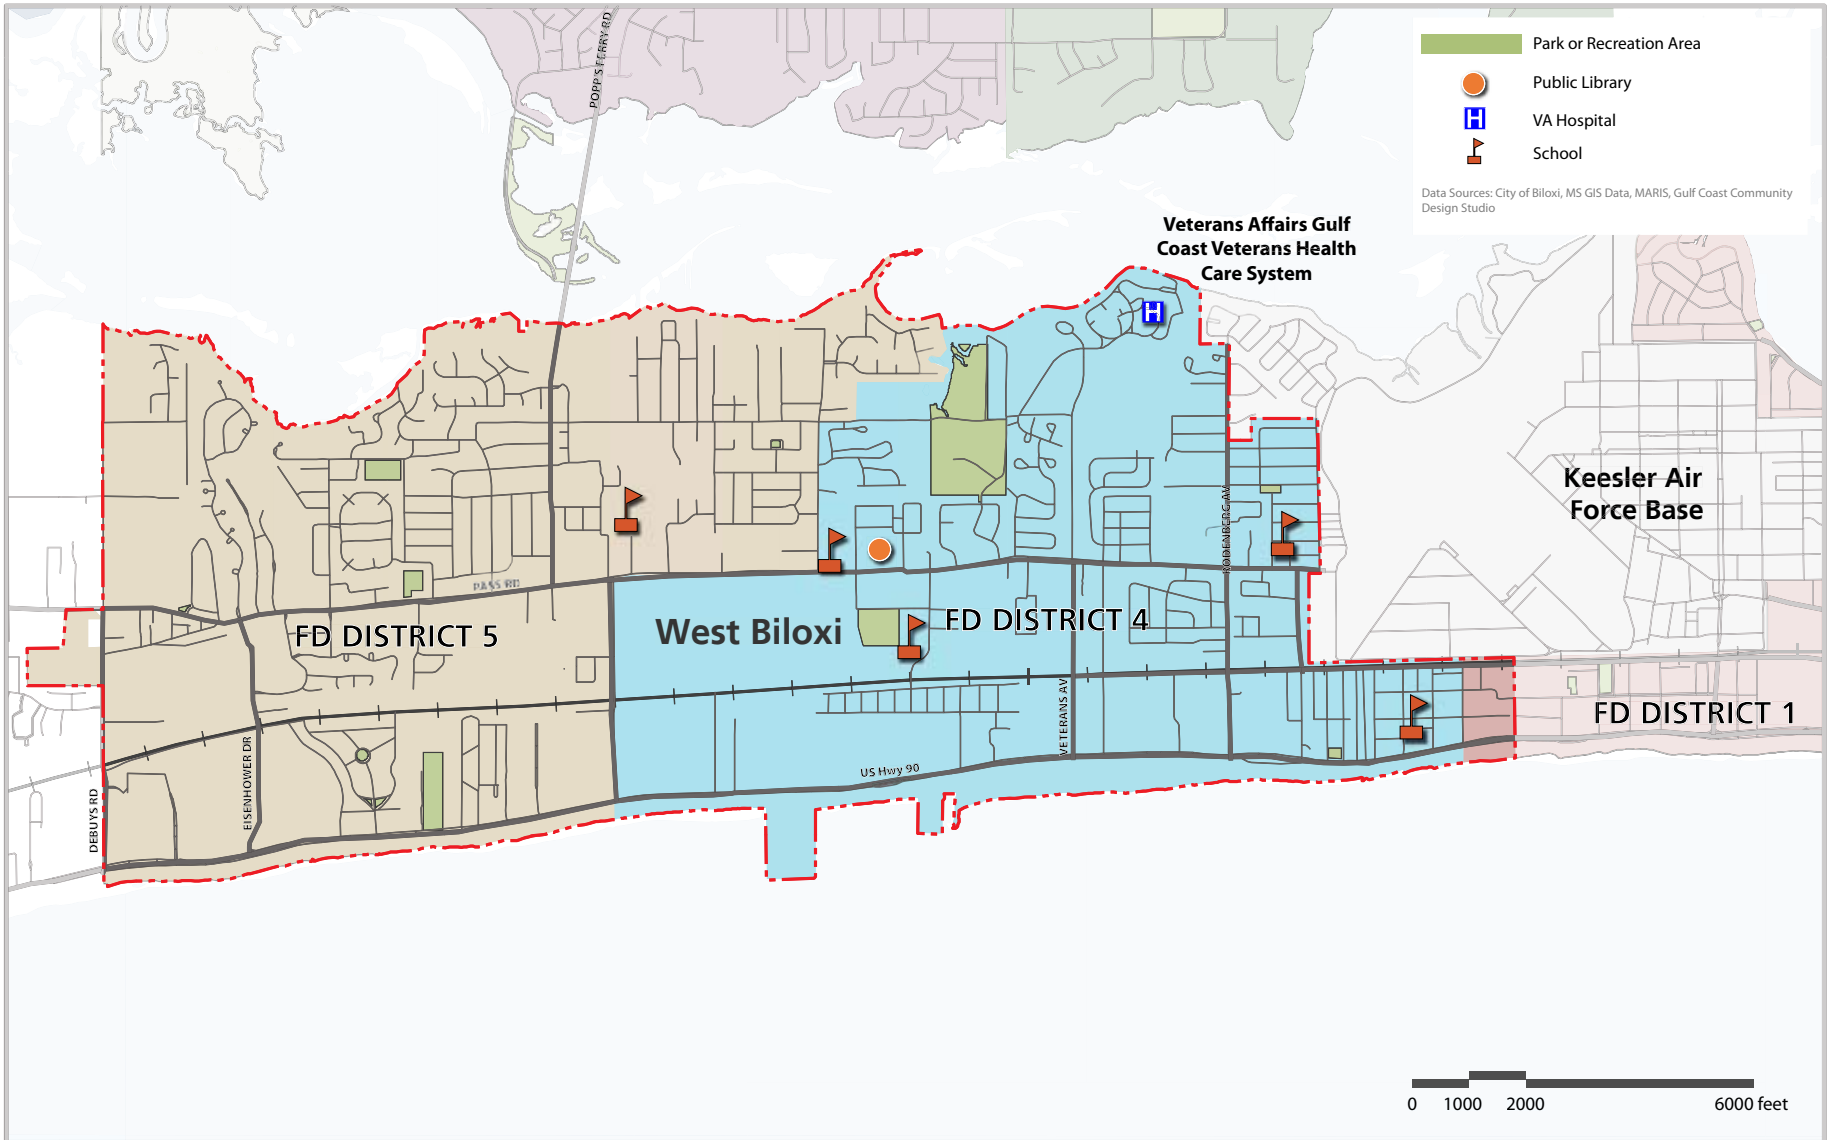 POPP'S FERRY RD
Park or Recreation Area
Public Library
H
VA Hospital
School
Data Sources: City of Biloxi, MS GIS Data, MARIS, Gulf Coast Community
Design Studio
Veterans Affairs Gulf
Coast Veterans Health
Care System
H
Keesler Air
Force Base
RODENBERG AV
PASS RD
FD DISTRICT 5
West Biloxi
FD DISTRICT 4
FD DISTRICT 1
VETERANS AV
US Hwy 90
EISENHOWER DR
DEBUYS RD
0 1000 2000 6000 feet